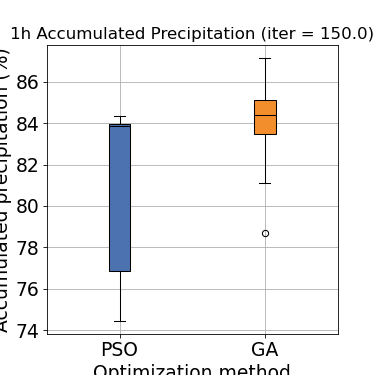 1h Accumulated Precipitation (iter = 150.0)
Accumulated precipitation (%)
86
84
82
80
78
76
74
PSO GA
Optimization method